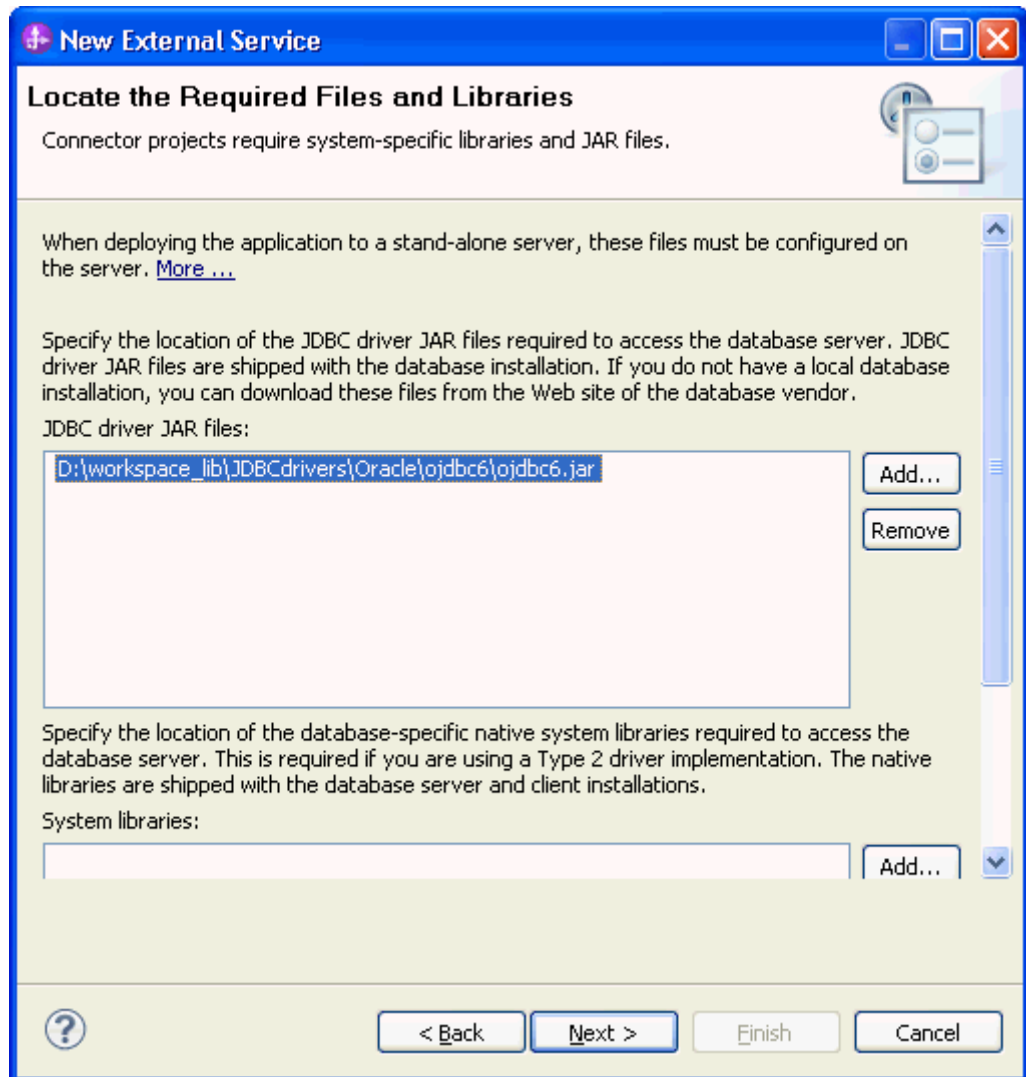 New External Service
Locate the Required Files and Libraries
Connector projects require system-specific libraries and JAR files.
When deploying the application to a stand-alone server, these files must be configured on
the server. More ...
Specify the location of the JDBC driver JAR files required to access the database server. JDBC
driver JAR files are shipped with the database installation. If you do not have a local database
installation, you can download these files from the Web site of the database vendor.
JDBC driver JAR files:
D:\workspace_lib\JDBCdrivers\Oracle\ojdbc6\ojdbc6.jar
Add...
Remove
Specify the location of the database-specific native system libraries required to access the
database server. This is required if you are using a Type 2 driver implementation. The native
libraries are shipped with the database server and client installations.
System libraries:
Add...
? < Back Next > Finish Cancel